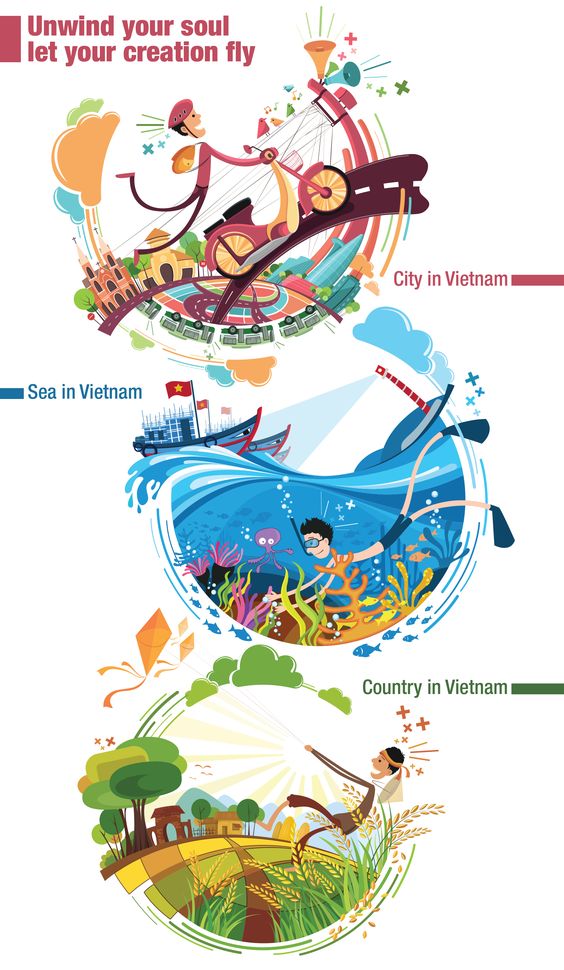 Unwind your soul
let your creation fly
City in Vietnam
Sea in Vietnam
Country in Vietnam